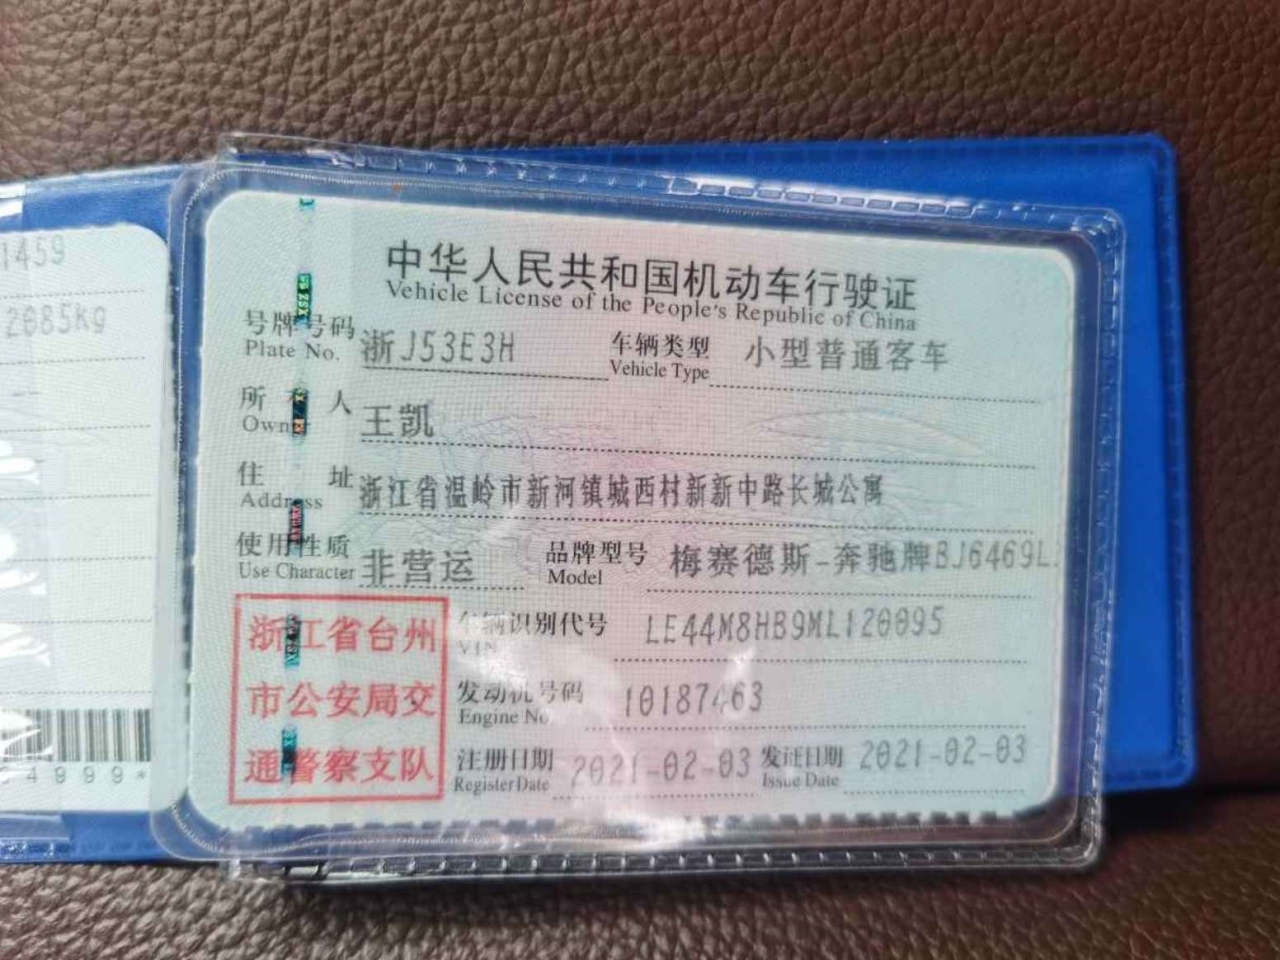 1459
2085kg
4999*
中华人民共和国机动车行驶证
Vehicle License of the People's Republic of China
号牌号码 浙J53E3H 车辆类型 小型普通客车
Plate No. Vehicle Type
所有人 王凯
Owner
住址 浙江省温岭市新河镇城西村新新中路长城公寓
Address
使用性质 非营运 品牌型号 梅赛德斯-奔驰牌BJ6469L
Use Character Model
浙江省台州
市公安局交
通警察支队
车辆识别代号 LE44M8HB9ML120095
VIN
发动机号码 10187463
Engine No.
注册日期 2021-02-03 发证日期 2021-02-03
Register Date Issue Date